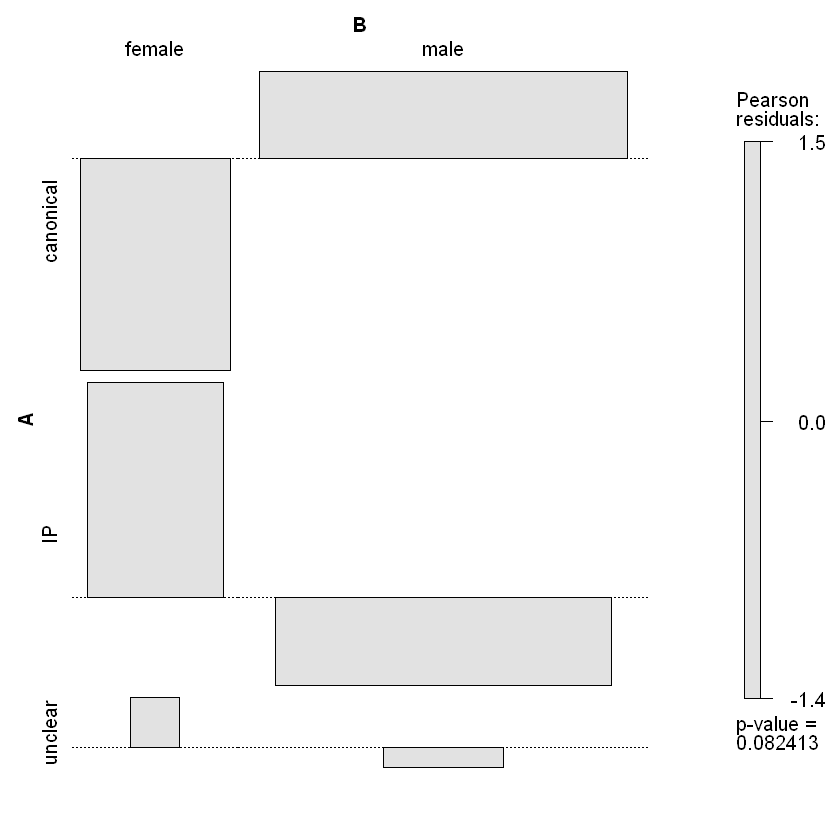 B
female male
Pearson
residuals:
1.5
canonical
A
0.0
IP
unclear
-1.4
p-value =
0.082413